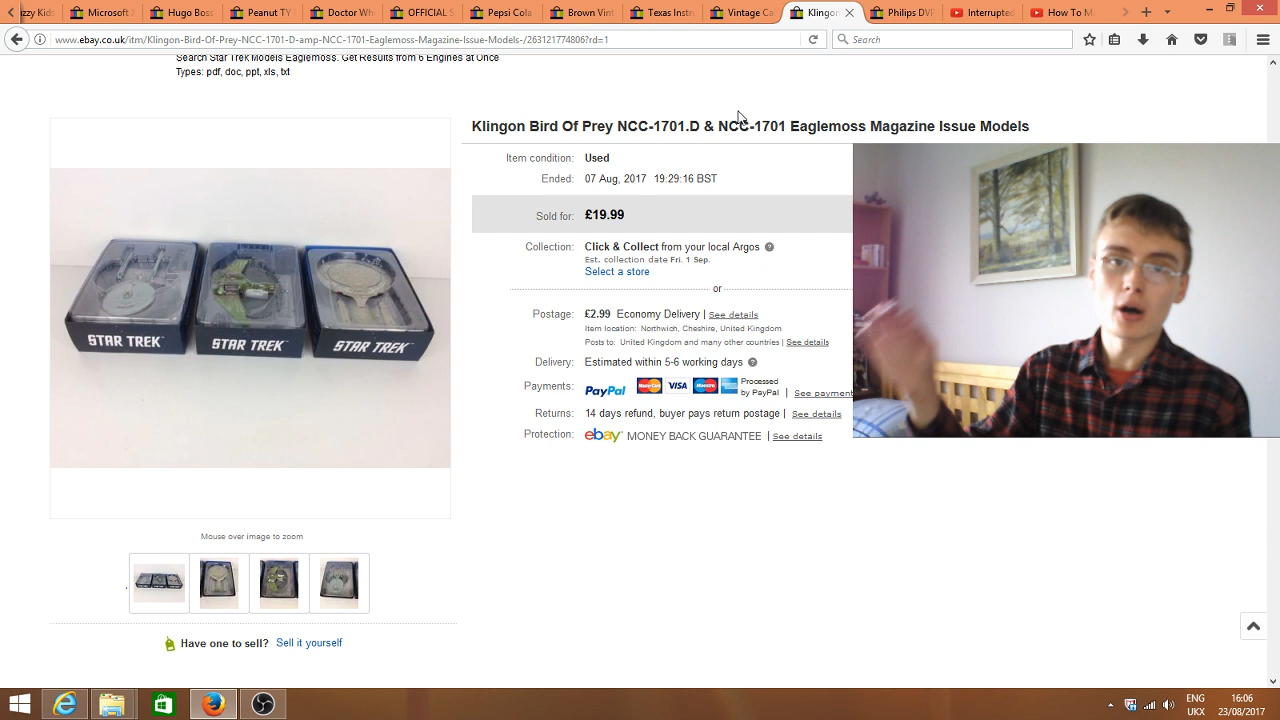 zzy Kids
Microsoft
Hugo Boss
Peanut TY
Doctor Wh
OFFICIAL S
Pepsi Cola
Brown Vint
Texas Instr
Vintage Ca
Klingon
Philips DVI
Interrupted
How To M
www.ebay.co.uk/itm/Klingon-Bird-Of-Prey-NCC-1701-D-amp-NCC-1701-Eaglemoss-Magazine-Issue-Models-/263121774806?rd=1
Search
Search Star Trek Models Eaglemoss. Get Results from 6 Engines at Once
Types: pdf, doc, ppt, xls, txt
Klingon Bird Of Prey NCC-1701.D & NCC-1701 Eaglemoss Magazine Issue Models
Item condition: Used
Ended: 07 Aug, 2017 19:29:16 BST
Sold for: £19.99
Collection: Click & Collect from your local Argos
Est. collection date Fri. 1 Sep.
Select a store
or
Postage: £2.99 Economy Delivery | See details
Item location: Northwich, Cheshire, United Kingdom
Posts to: United Kingdom and many other countries | See details
Delivery: Estimated within 5-6 working days
Payments: PayPal MasterCard VISA Maestro Processed by PayPal | See payment
Returns: 14 days refund, buyer pays return postage | See details
Protection: ebay MONEY BACK GUARANTEE | See details
STAR TREK
STAR TREK
STAR TREK
Mouse over image to zoom
Have one to sell? Sell it yourself
ENG
UKX
16:06
23/08/2017